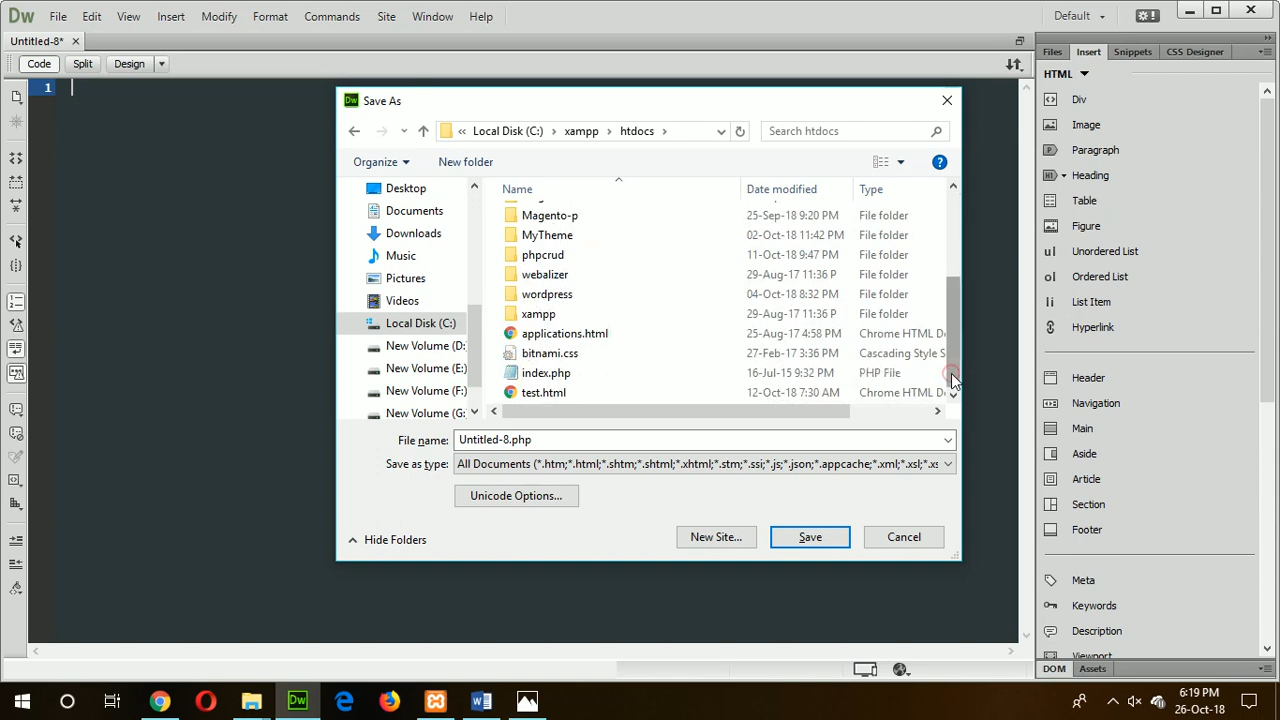 Dw File Edit View Insert Modify Format Commands Site Window Help Default
Untitled-8*
Code Split Design
1
Files Insert Snippets CSS Designer
HTML
Div
Image
Paragraph
Heading
Table
Figure
ul Unordered List
ol Ordered List
li List Item
Hyperlink
Header
Navigation
Main
Aside
Article
Section
Footer
Meta
Keywords
Description
Viewport
DOM Assets
Dw Save As
« Local Disk (C:) › xampp › htdocs › Search htdocs
Organize New folder
Name Date modified Type
Desktop
Documents
Downloads
Music
Pictures
Videos
Local Disk (C:)
New Volume (D:
New Volume (E:
New Volume (F:
New Volume (G:
Magento-p 25-Sep-18 9:20 PM File folder
MyTheme 02-Oct-18 11:42 PM File folder
phpcrud 11-Oct-18 9:47 PM File folder
webalizer 29-Aug-17 11:36 P File folder
wordpress 04-Oct-18 8:32 PM File folder
xampp 29-Aug-17 11:36 P File folder
applications.html 25-Aug-17 4:58 PM Chrome HTML Do
bitnami.css 27-Feb-17 3:36 PM Cascading Style S
index.php 16-Jul-15 9:32 PM PHP File
test.html 12-Oct-18 7:30 AM Chrome HTML Do
File name: Untitled-8.php
Save as type: All Documents (*.htm;*.html;*.shtm;*.shtml;*.xhtml;*.stm;*.ssi;*.js;*.json;*.appcache;*.xml;*.xsl;*.xs
Unicode Options...
Hide Folders New Site... Save Cancel
Dw
6:19 PM
26-Oct-18